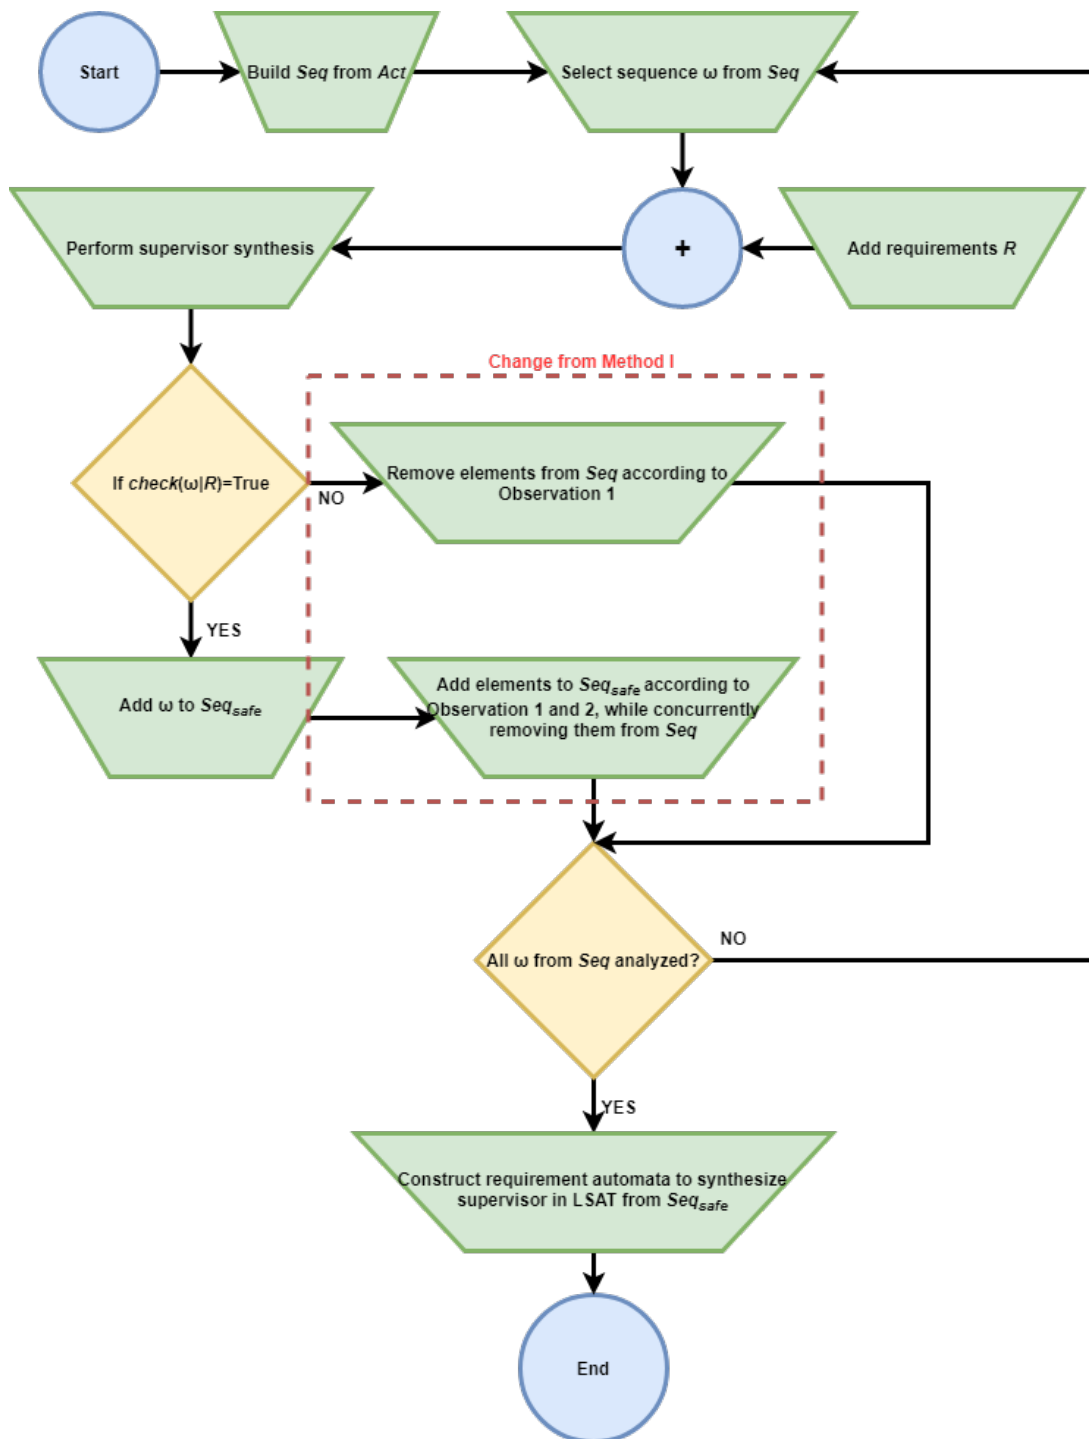 Start
Build Seq from Act
Select sequence ω from Seq
Perform supervisor synthesis
+
Add requirements R
Change from Method I
If check(ω|R)=True
NO
Remove elements from Seq according to
Observation 1
YES
Add ω to Seqsafe
Add elements to Seqsafe according to
Observation 1 and 2, while concurrently
removing them from Seq
All ω from Seq analyzed?
NO
YES
Construct requirement automata to synthesize
supervisor in LSAT from Seqsafe
End